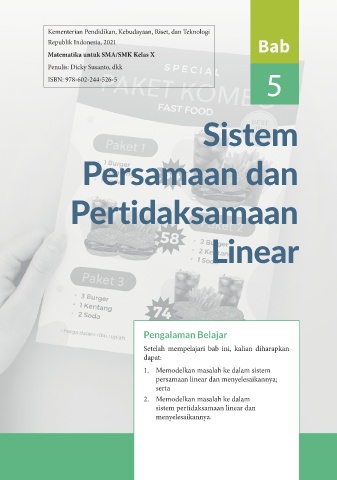 Kementerian Pendidikan, Kebudayaan, Riset, dan Teknologi
Republik Indonesia, 2021
Matematika untuk SMA/SMK Kelas X
Penulis: Dicky Susanto, dkk
ISBN: 978-602-244-526-5
Bab
5
SPECIAL
PAKET KOMBO
FAST FOOD
BEST
Sistem
Persamaan dan
Pertidaksamaan
Linear
Paket 1
1 Burger
58
Paket 2
2 Burger
2 Kentang
1 Soda
Paket 3
3 Burger
1 Kentang
2 Soda
74
Pengalaman Belajar
Setelah mempelajari bab ini, kalian diharapkan
dapat:
1. Memodelkan masalah ke dalam sistem
persamaan linear dan menyelesaikannya;
serta
2. Memodelkan masalah ke dalam
sistem pertidaksamaan linear dan
menyelesaikannya.